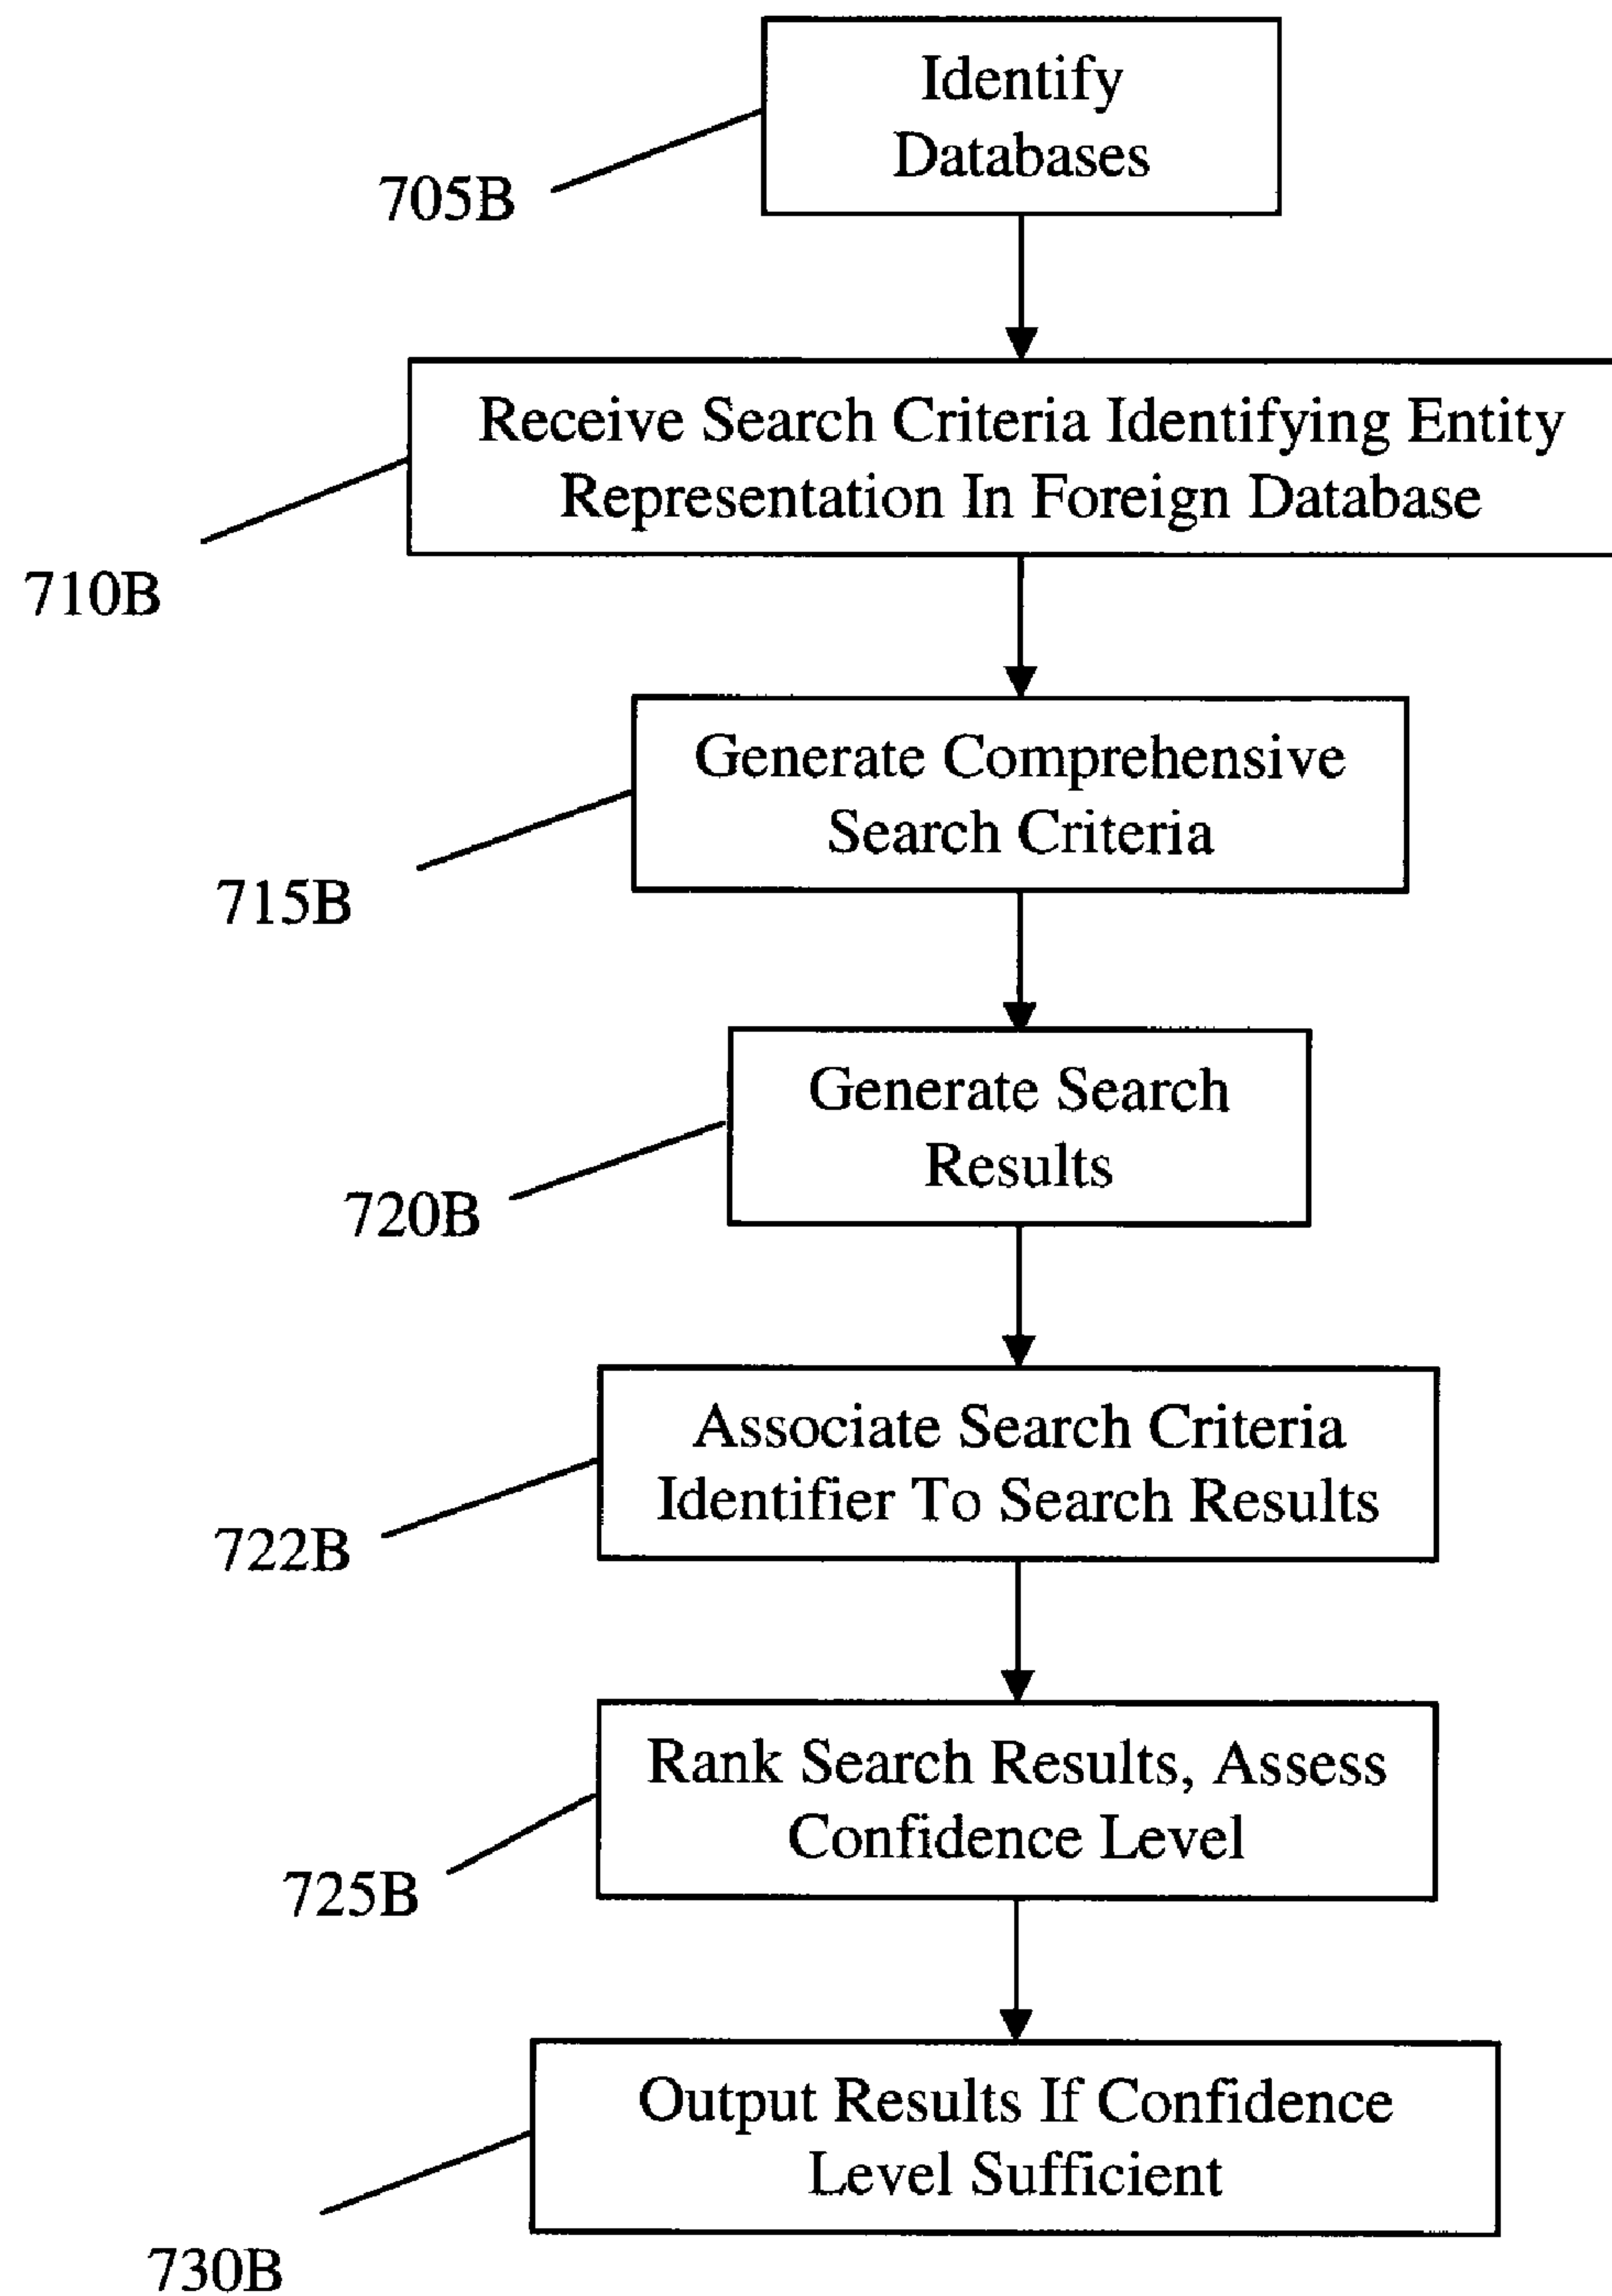 Identify
Databases
705B
Receive Search Criteria Identifying Entity
Representation In Foreign Database
710B
Generate Comprehensive
Search Criteria
715B
Generate Search
Results
720B
Associate Search Criteria
Identifier To Search Results
722B
Rank Search Results, Assess
Confidence Level
725B
Output Results If Confidence
Level Sufficient
730B